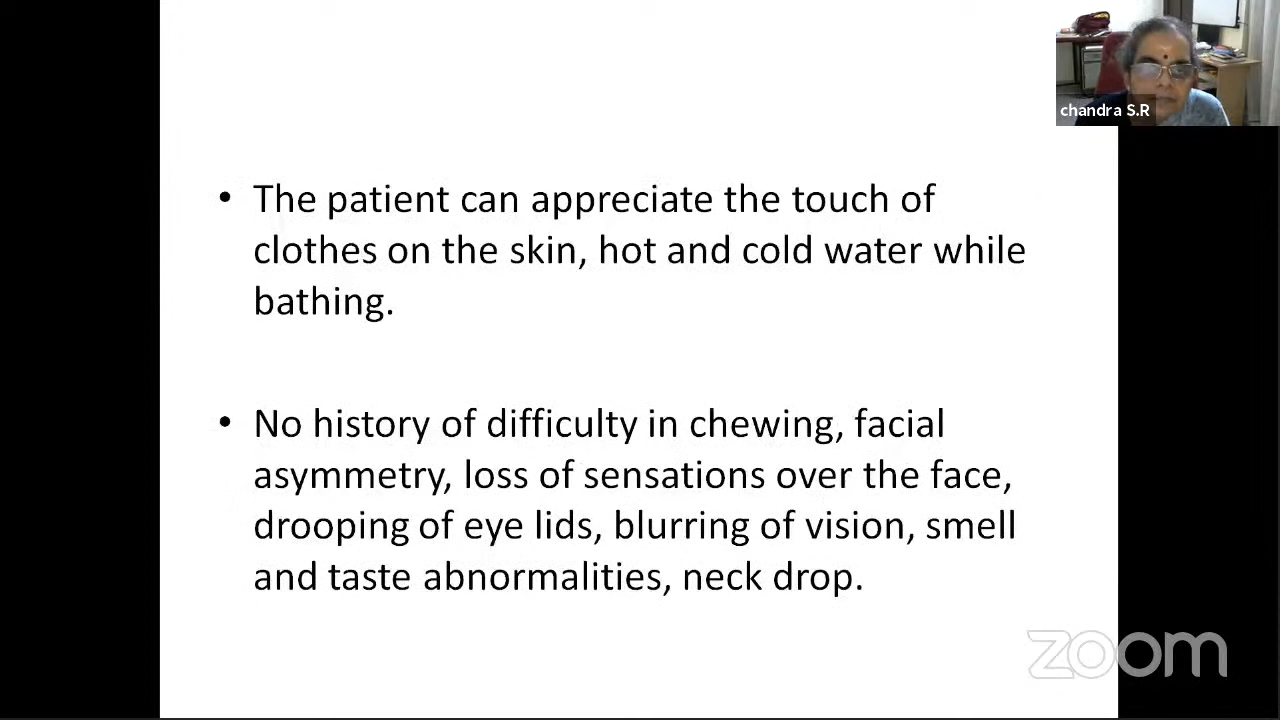 chandra S.R
• The patient can appreciate the touch of
clothes on the skin, hot and cold water while
bathing.
• No history of difficulty in chewing, facial
asymmetry, loss of sensations over the face,
drooping of eye lids, blurring of vision, smell
and taste abnormalities, neck drop.
zoom